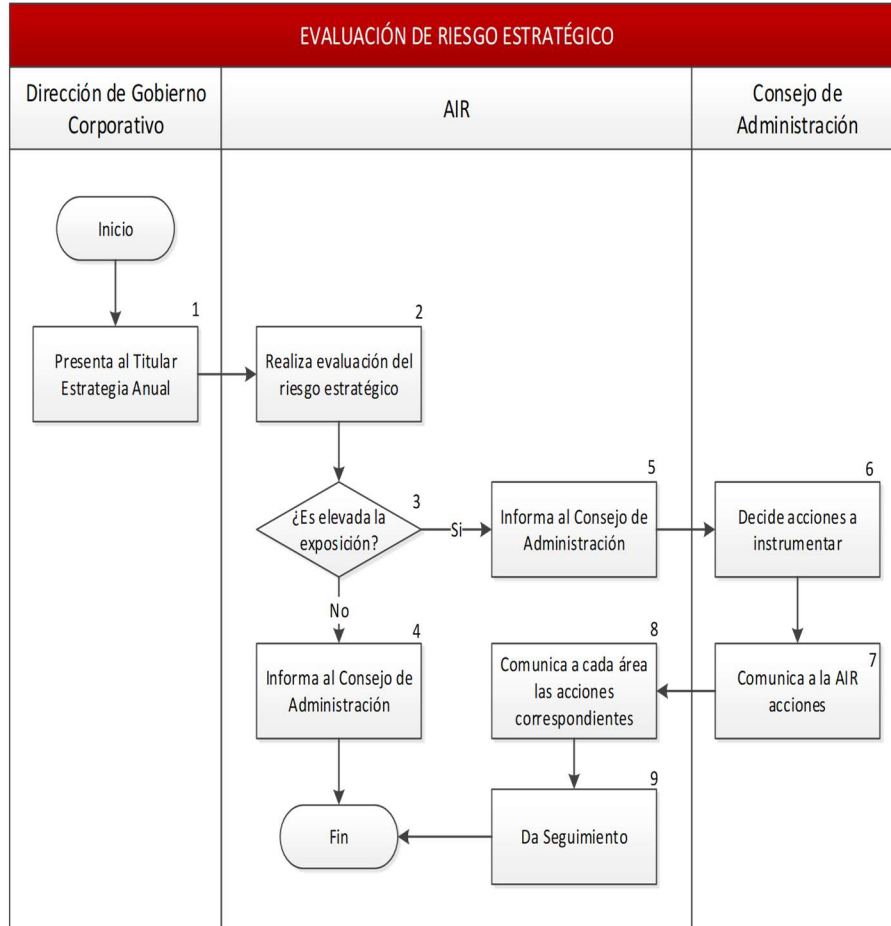 EVALUACIÓN DE RIESGO ESTRATÉGICO
Dirección de Gobierno
Corporativo
AIR
Consejo de
Administración
Inicio
1
Presenta al Titular
Estrategia Anual
2
Realiza evaluación del
riesgo estratégico
3
¿Es elevada la
exposición?
Si
No
4
Informa al Consejo de
Administración
5
Informa al Consejo de
Administración
6
Decide acciones a
instrumentar
7
Comunica a la AIR
acciones
8
Comunica a cada área
las acciones
correspondientes
9
Da Seguimiento
Fin